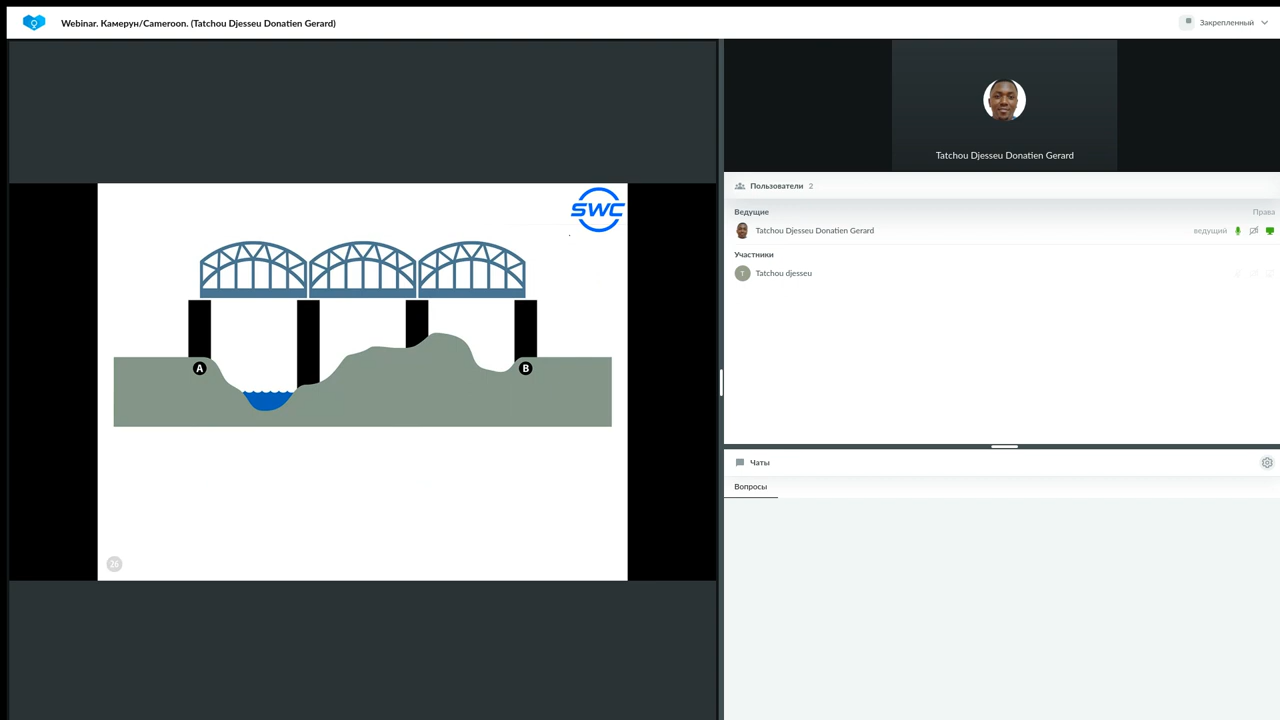 Webinar. Камерун/Cameroon. (Tatchou Djesseu Donatien Gerard)
Закрепленный
SWC
A
B
26
Tatchou Djesseu Donatien Gerard
Пользователи 2
Ведущие Права
Tatchou Djesseu Donatien Gerard ведущий
Участники
T Tatchou djesseu
Чаты
Вопросы